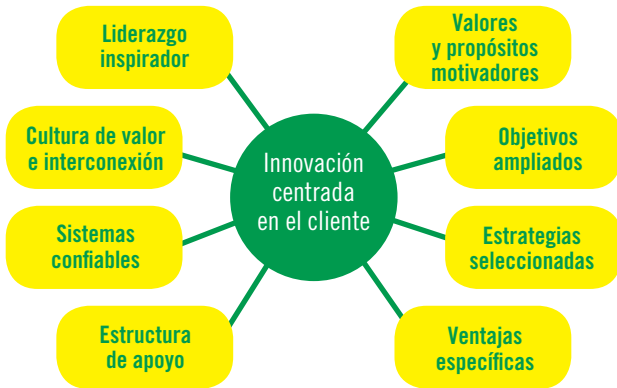 Liderazgo
inspirador
Valores
y propósitos
motivadores
Cultura de valor
e interconexión
Innovación
centrada
en el cliente
Objetivos
ampliados
Sistemas
confiables
Estrategias
seleccionadas
Estructura
de apoyo
Ventajas
específicas